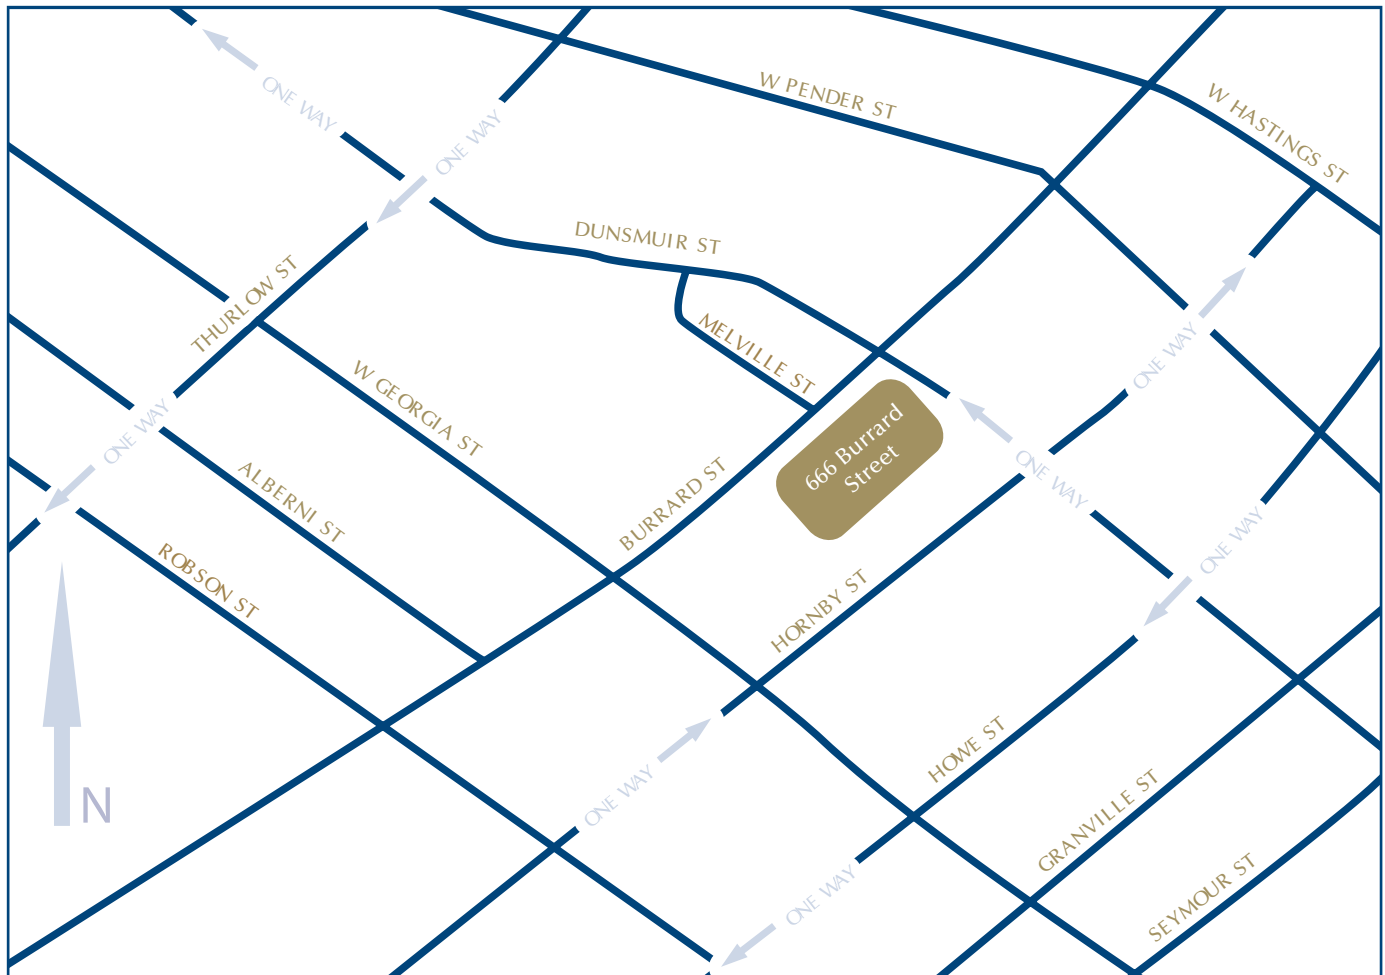 W PENDER ST
W HASTINGS ST
ONE WAY
ONE WAY
DUNSMUIR ST
THURLOW ST
MELVILLE ST
ONE WAY
W GEORGIA ST
ONE WAY
666 Burrard
Street
ALBERNI ST
BURRARD ST
ONE WAY
ONE WAY
ROBSON ST
HORNBY ST
HOWE ST
ONE WAY
N
GRANVILLE ST
ONE WAY
SEYMOUR ST